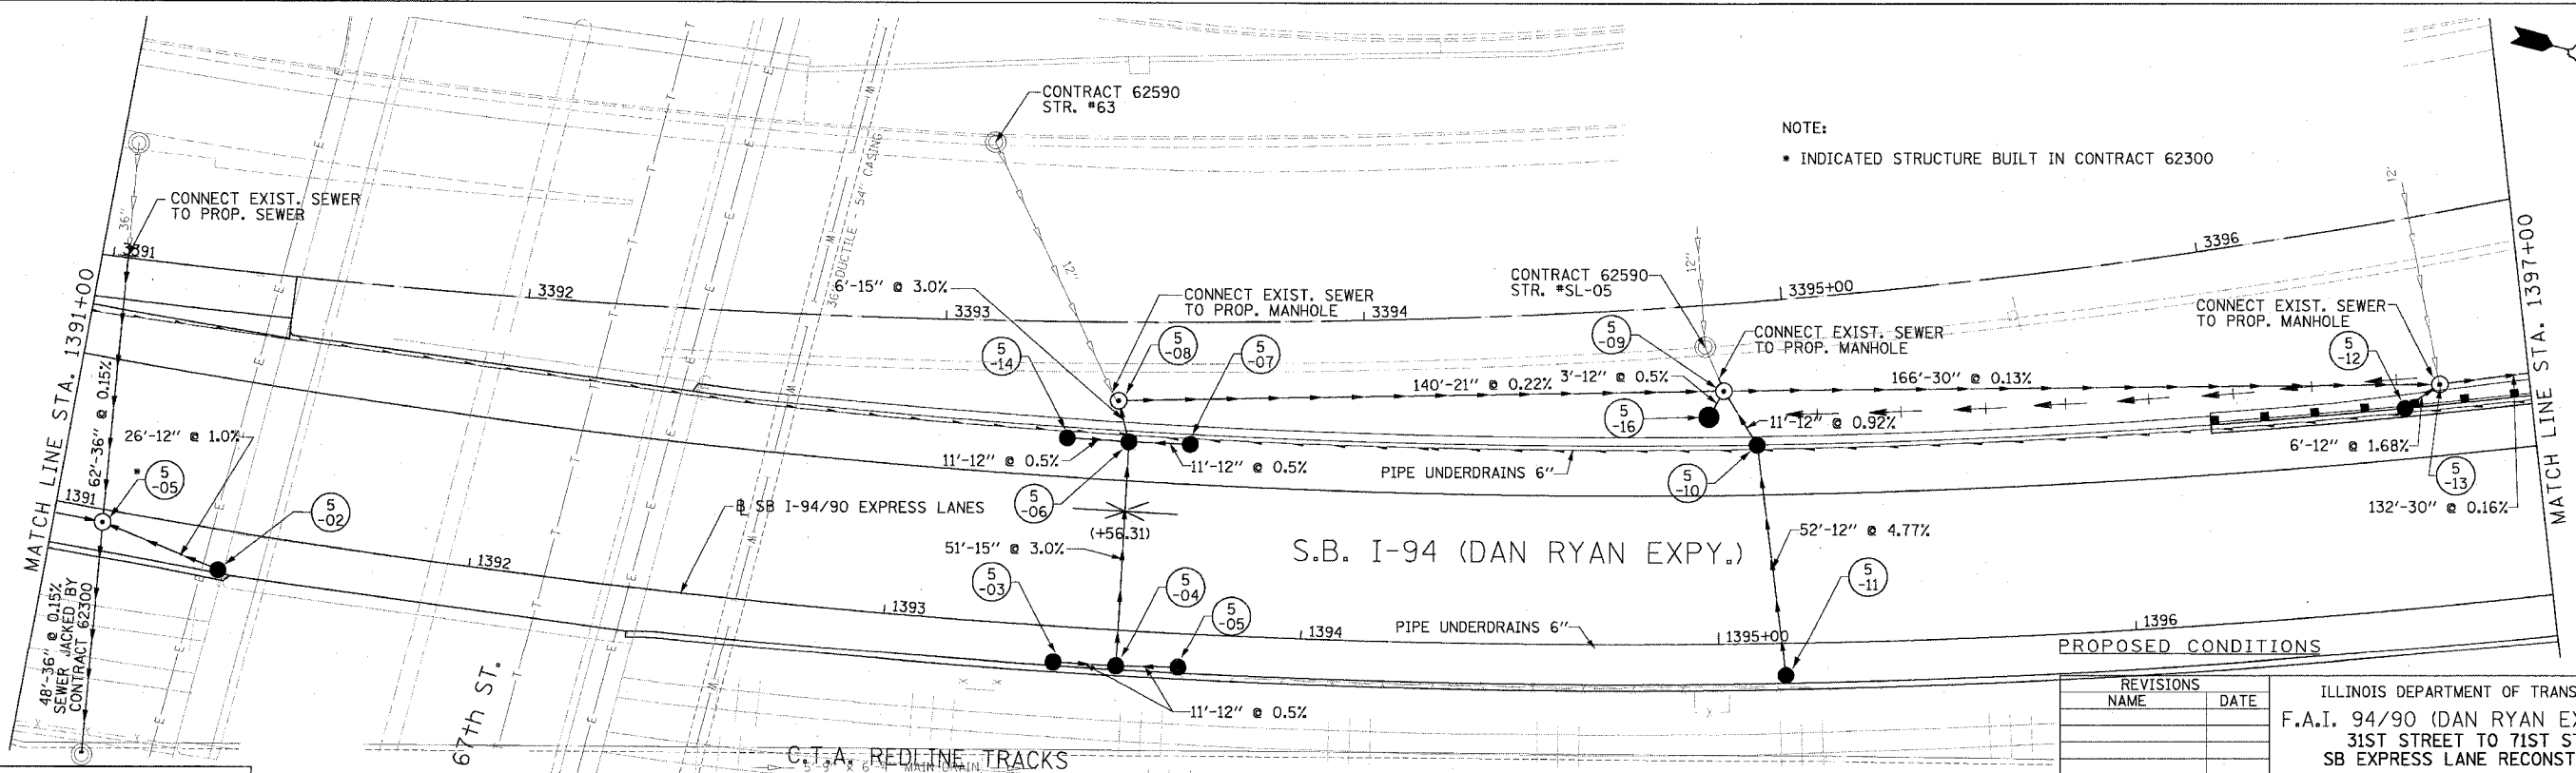 CONTRACT 62590
STR. #63
NOTE:
* INDICATED STRUCTURE BUILT IN CONTRACT 62300
CONNECT EXIST. SEWER
TO PROP. SEWER
36"
36" DUCTILE - 54" CASING
12"
12"
12'
MATCH LINE STA. 1391+00
MATCH LINE STA. 1397+00
3391
3392
3393
3394
3395+00
3396
6'-15" @ 3.0%
CONNECT EXIST. SEWER
TO PROP. MANHOLE
CONTRACT 62590
STR. #SL-05
CONNECT EXIST. SEWER
TO PROP. MANHOLE
CONNECT EXIST. SEWER
TO PROP. MANHOLE
5
-14
5
-08
5
-07
5
-09
5
-12
140'-21" @ 0.22%
3'-12" @ 0.5%
166'-30" @ 0.13%
62'-36" @ 0.15%
26'-12" @ 1.0%
*
5
-05
5
-02
11'-12" @ 0.5%
11'-12" @ 0.5%
5
-06
PIPE UNDERDRAINS 6"
5
-16
11'-12" @ 0.92%
5
-10
6'-12" @ 1.68%
5
-13
132'-30" @ 0.16%
1391
1392
1393
1394
1395+00
1396
B SB I-94/90 EXPRESS LANES
(+56.31)
51'-15" @ 3.0%
S.B. I-94 (DAN RYAN EXPY.)
52'-12" @ 4.77%
5
-03
5
-04
5
-05
5
-11
PIPE UNDERDRAINS 6"
11'-12" @ 0.5%
48'-36" @ 0.15%
SEWER JACKED BY
CONTRACT 62300
67th ST.
C.T.A. REDLINE TRACKS
MAIN DRAIN
PROPOSED CONDITIONS
REVISIONS
NAME DATE
ILLINOIS DEPARTMENT OF TRANS
F.A.I. 94/90 (DAN RYAN EX
31ST STREET TO 71ST S
SB EXPRESS LANE RECONST